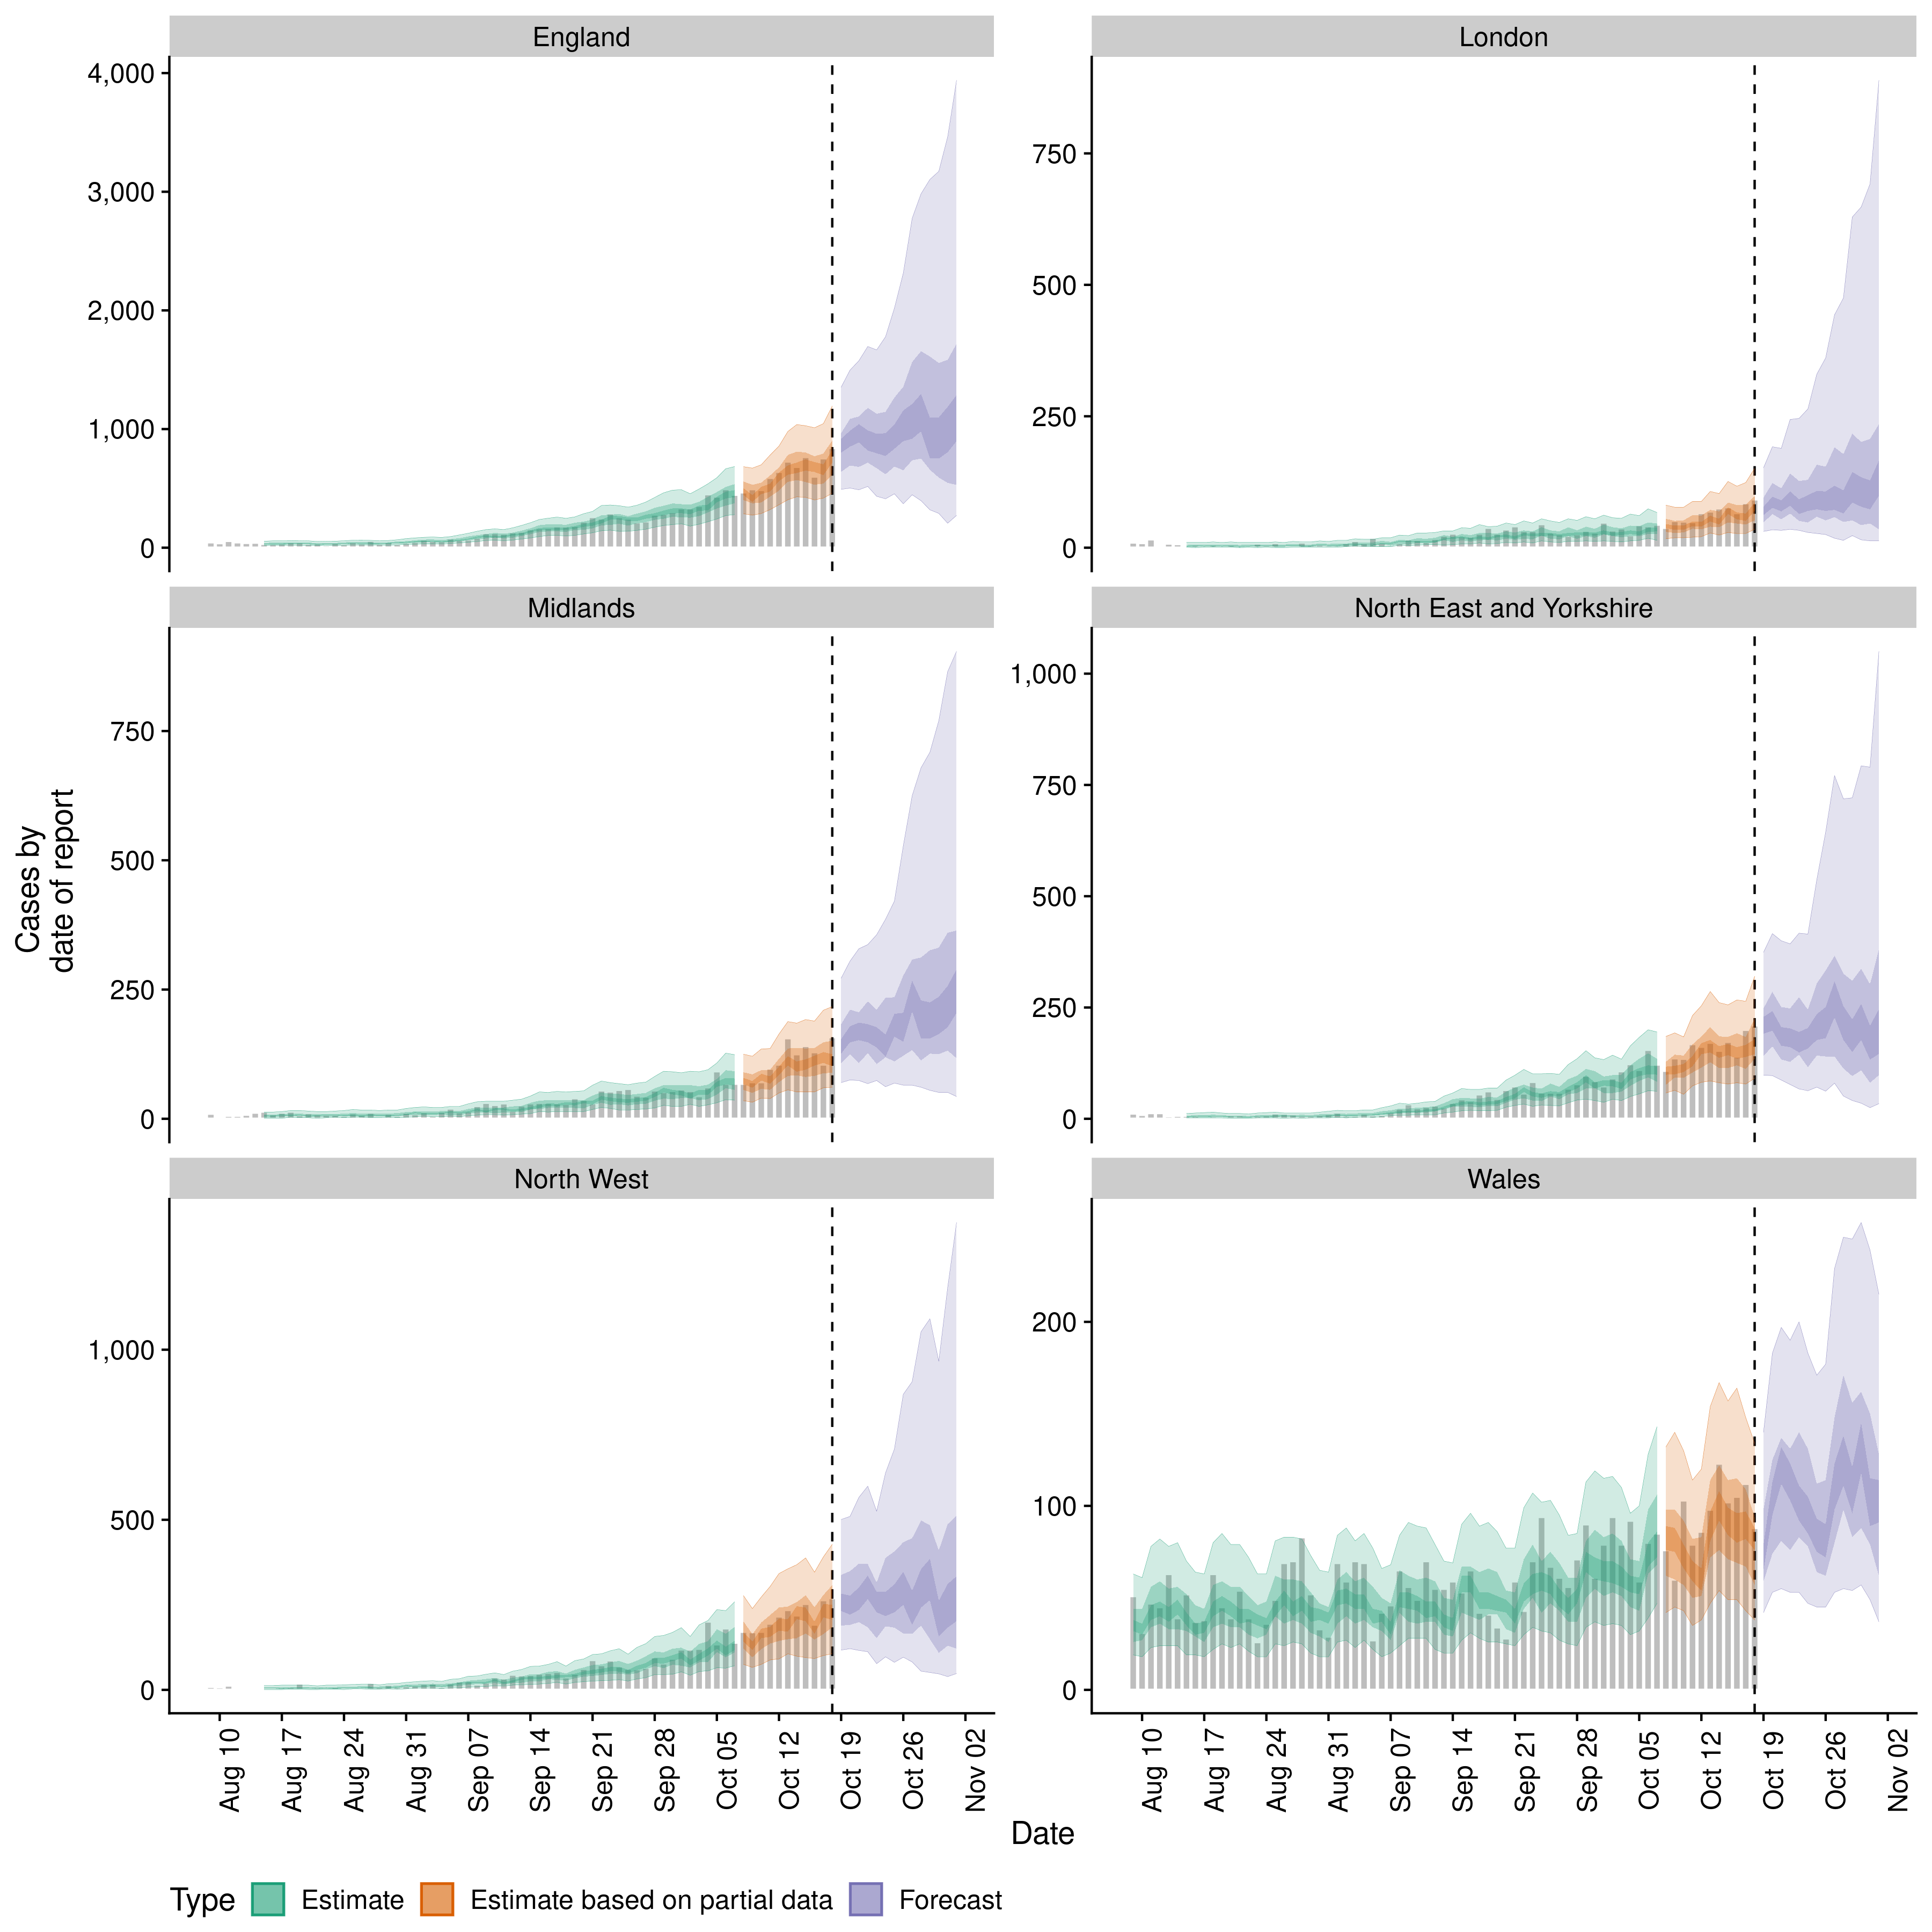 England
London
4,000
3,000
2,000
1,000
0
750
500
250
0
Midlands
North East and Yorkshire
750
500
250
0
1,000
750
500
250
0
Cases by
date of report
North West
Wales
1,000
500
0
200
100
0
Aug 10
Aug 17
Aug 24
Aug 31
Sep 07
Sep 14
Sep 21
Sep 28
Oct 05
Oct 12
Oct 19
Oct 26
Nov 02
Aug 10
Aug 17
Aug 24
Aug 31
Sep 07
Sep 14
Sep 21
Sep 28
Oct 05
Oct 12
Oct 19
Oct 26
Nov 02
Date
Type Estimate Estimate based on partial data Forecast